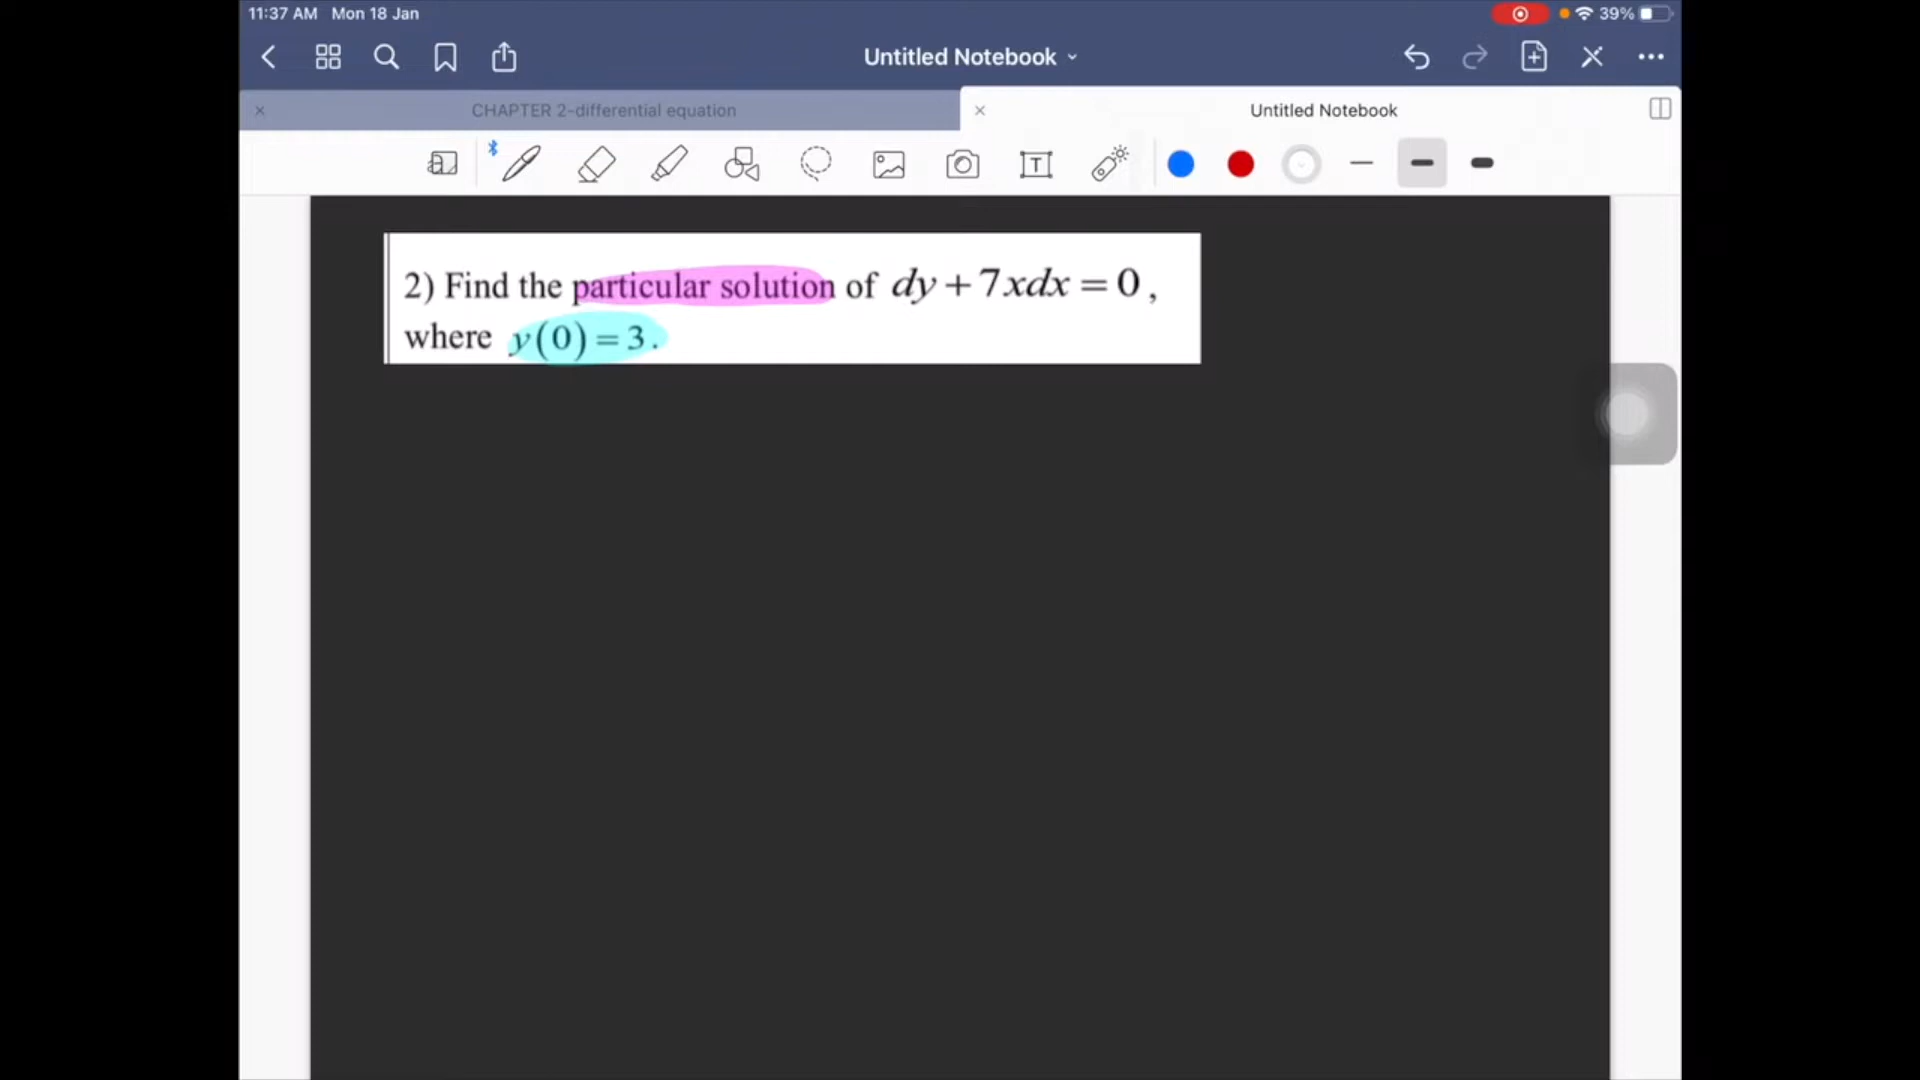 11:37 AM Mon 18 Jan 39%
Untitled Notebook
CHAPTER 2-differential equation
Untitled Notebook
T
2) Find the particular solution of dy+7xdx=0,
where y(0)=3.